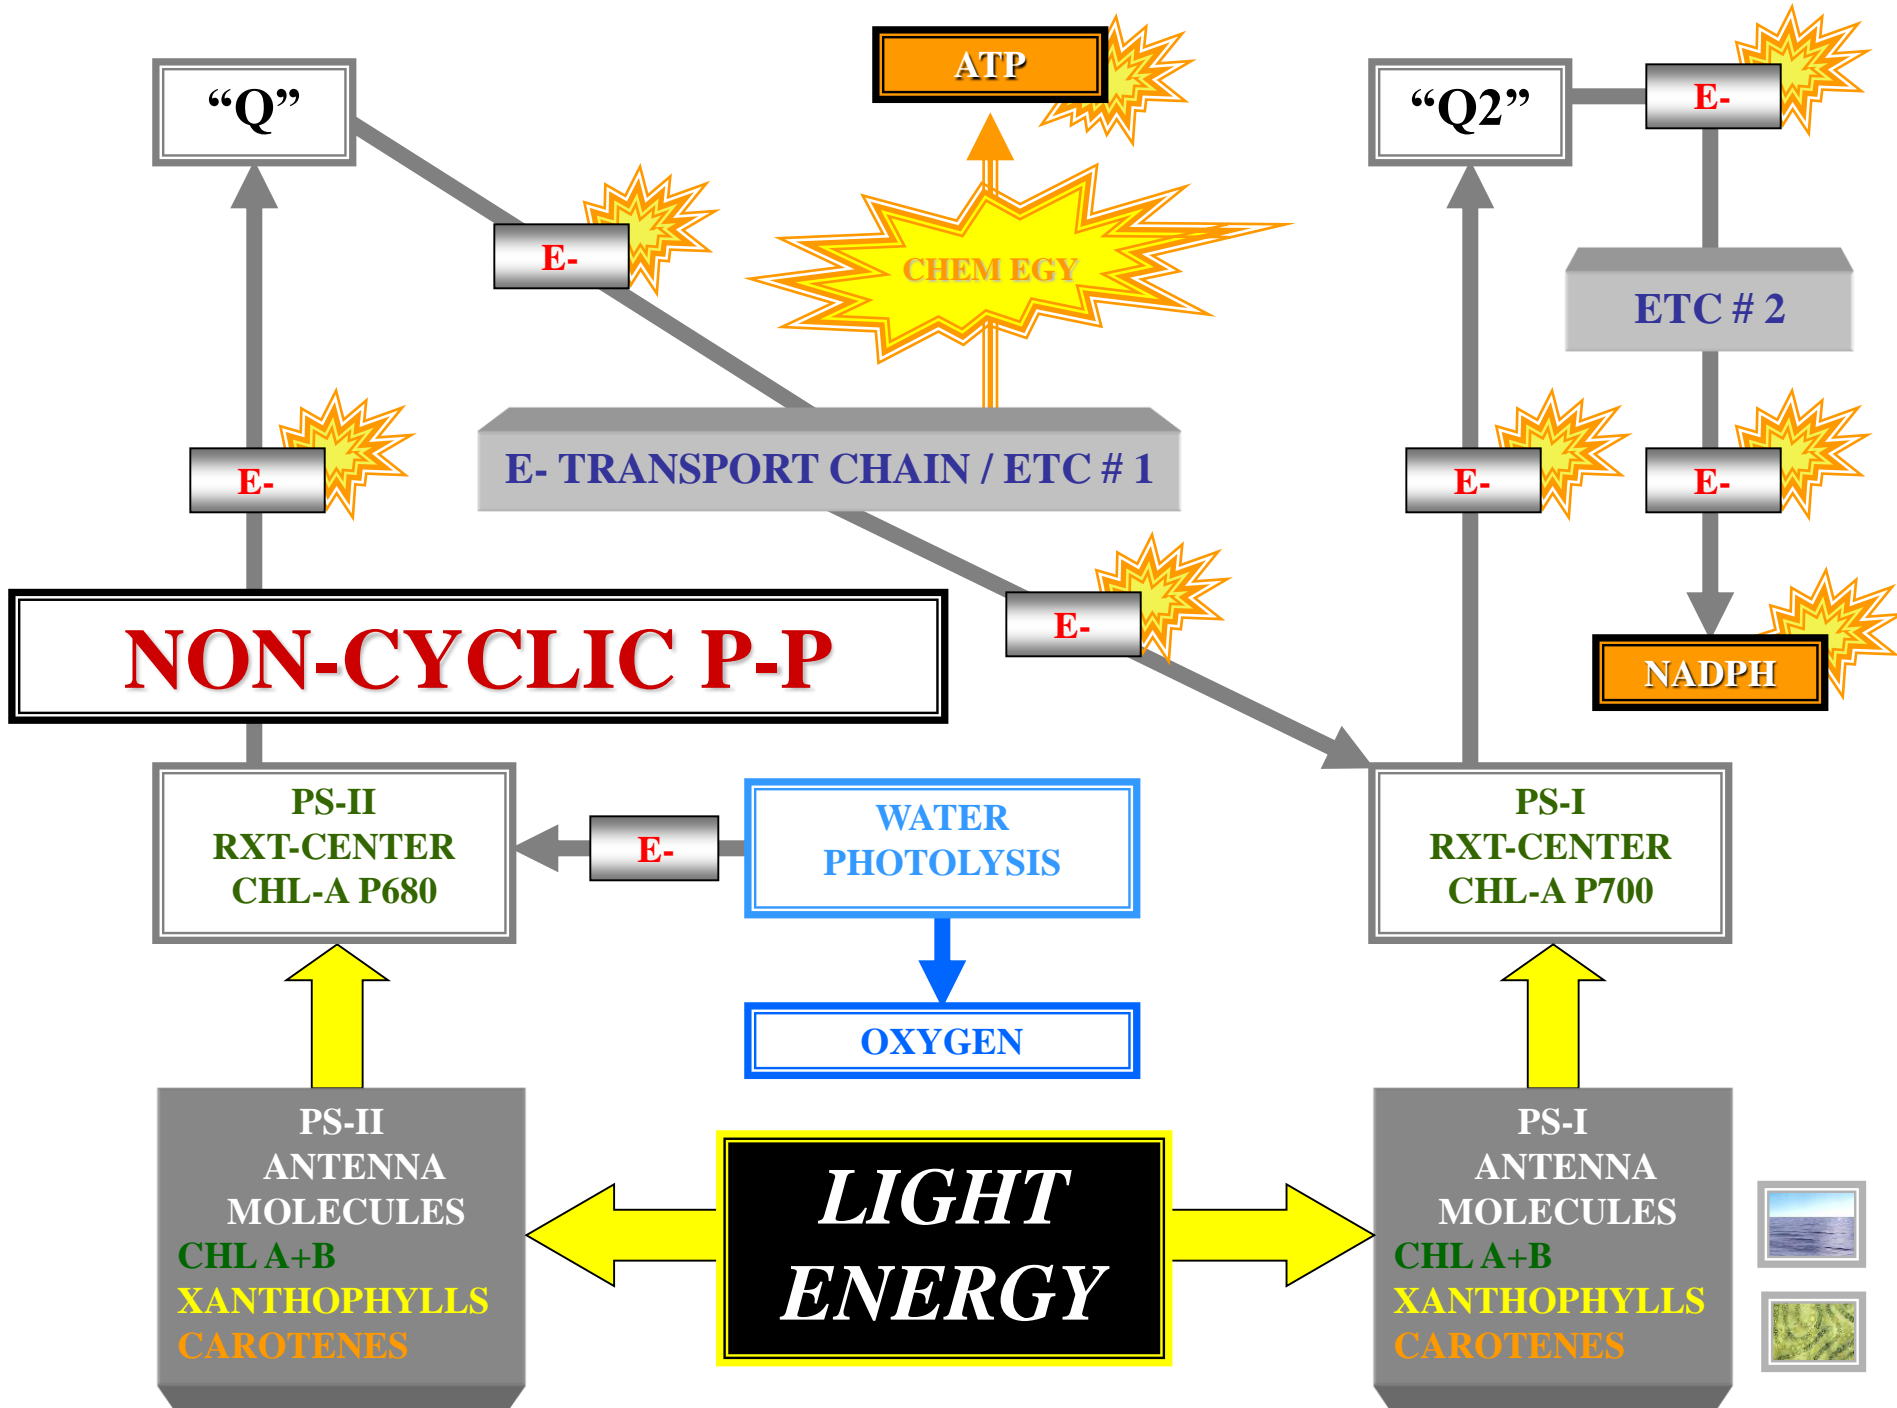 “Q”
ATP
“Q2”
E-
E-
CHEM EGY
ETC # 2
E-
E- TRANSPORT CHAIN / ETC # 1
E-
E-
E-
NON-CYCLIC P-P
NADPH
PS-II
RXT-CENTER
CHL-A P680
E-
WATER
PHOTOLYSIS
PS-I
RXT-CENTER
CHL-A P700
OXYGEN
PS-II
ANTENNA
MOLECULES
CHL A+B
XANTHOPHYLLS
CAROTENES
LIGHT
ENERGY
PS-I
ANTENNA
MOLECULES
CHL A+B
XANTHOPHYLLS
CAROTENES